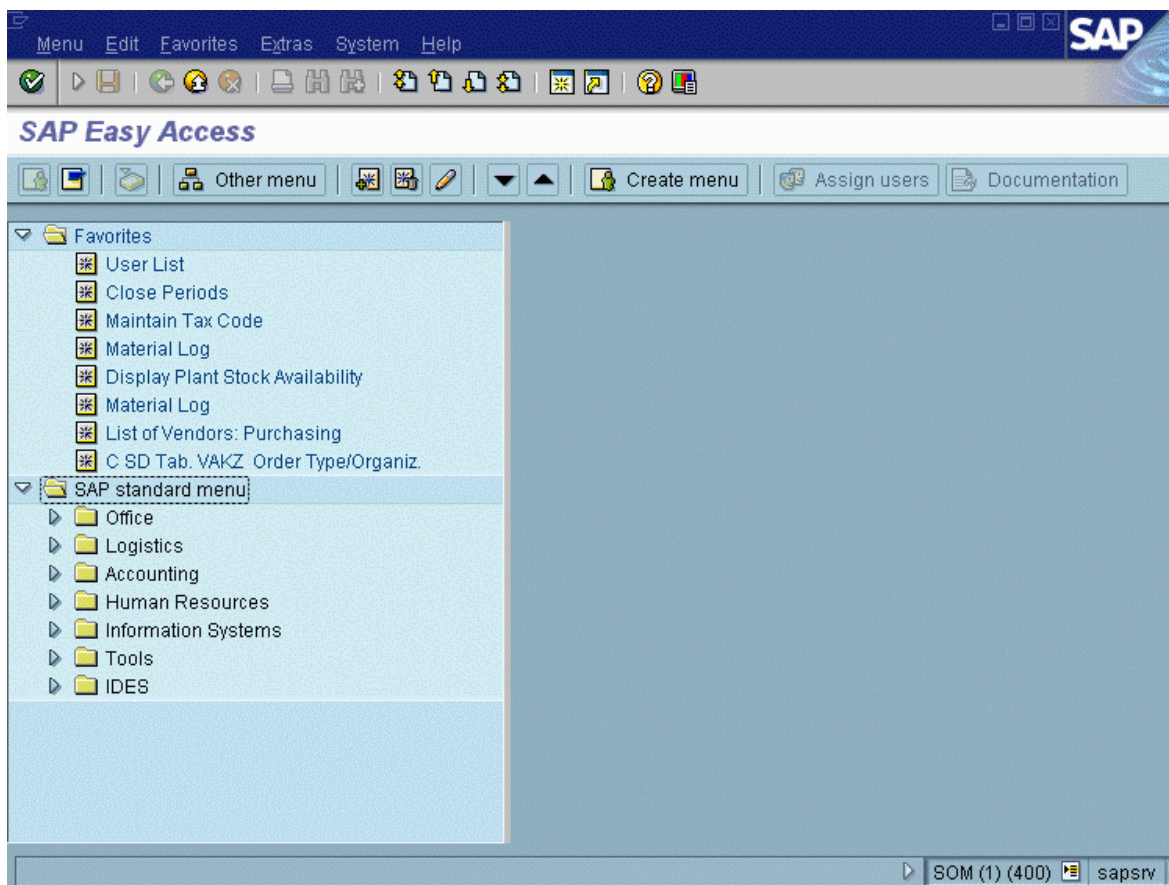 Menu Edit Favorites Extras System Help
SAP
SAP Easy Access
Other menu Create menu Assign users Documentation
Favorites
User List
Close Periods
Maintain Tax Code
Material Log
Display Plant Stock Availability
Material Log
List of Vendors: Purchasing
C SD Tab. VAKZ Order Type/Organiz.
SAP standard menu
Office
Logistics
Accounting
Human Resources
Information Systems
Tools
IDES
SOM (1) (400) sapsrv